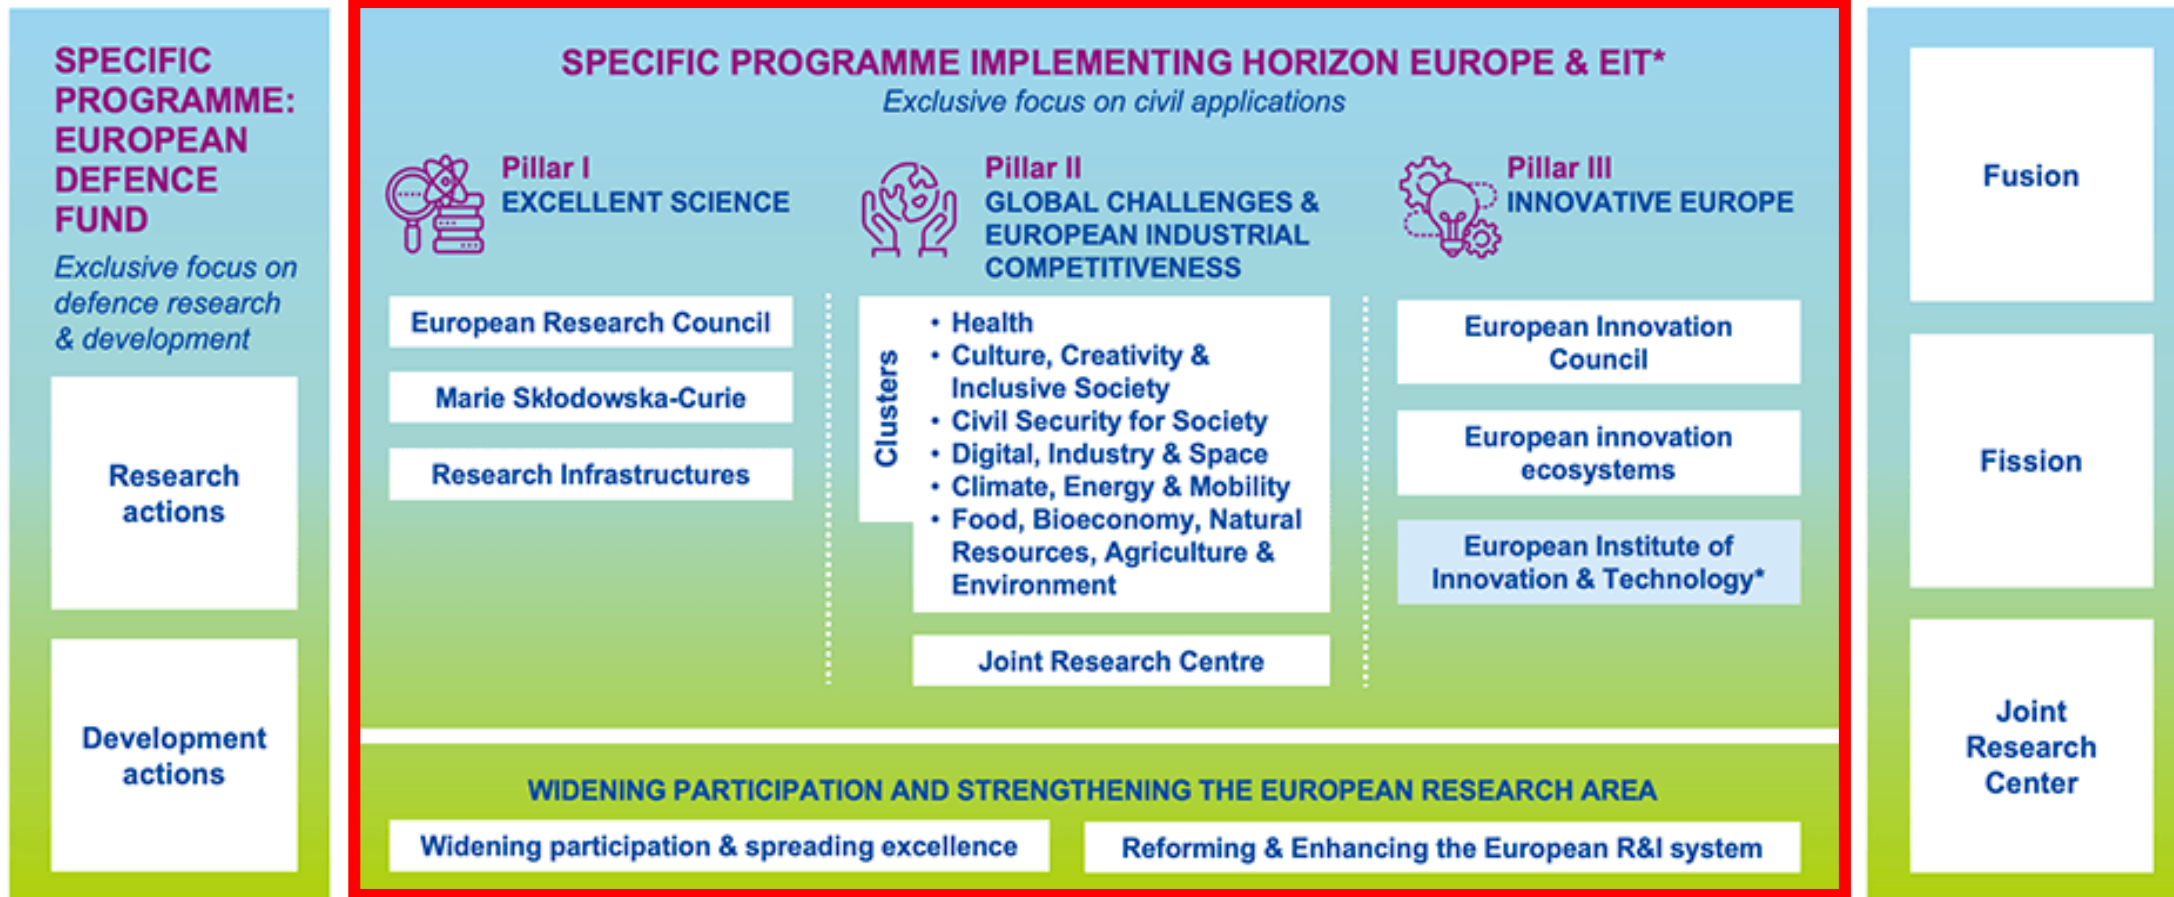 SPECIFIC
PROGRAMME:
EUROPEAN
DEFENCE
FUND
Exclusive focus on
defence research
& development
Research
actions
Development
actions
SPECIFIC PROGRAMME IMPLEMENTING HORIZON EUROPE & EIT*
Exclusive focus on civil applications
Pillar I
EXCELLENT SCIENCE
European Research Council
Marie Skłodowska-Curie
Research Infrastructures
Pillar II
GLOBAL CHALLENGES &
EUROPEAN INDUSTRIAL
COMPETITIVENESS
Clusters
• Health
• Culture, Creativity &
Inclusive Society
• Civil Security for Society
• Digital, Industry & Space
• Climate, Energy & Mobility
• Food, Bioeconomy, Natural
Resources, Agriculture &
Environment
Joint Research Centre
Pillar III
INNOVATIVE EUROPE
European Innovation
Council
European innovation
ecosystems
European Institute of
Innovation & Technology*
WIDENING PARTICIPATION AND STRENGTHENING THE EUROPEAN RESEARCH AREA
Widening participation & spreading excellence
Reforming & Enhancing the European R&I system
Fusion
Fission
Joint
Research
Center